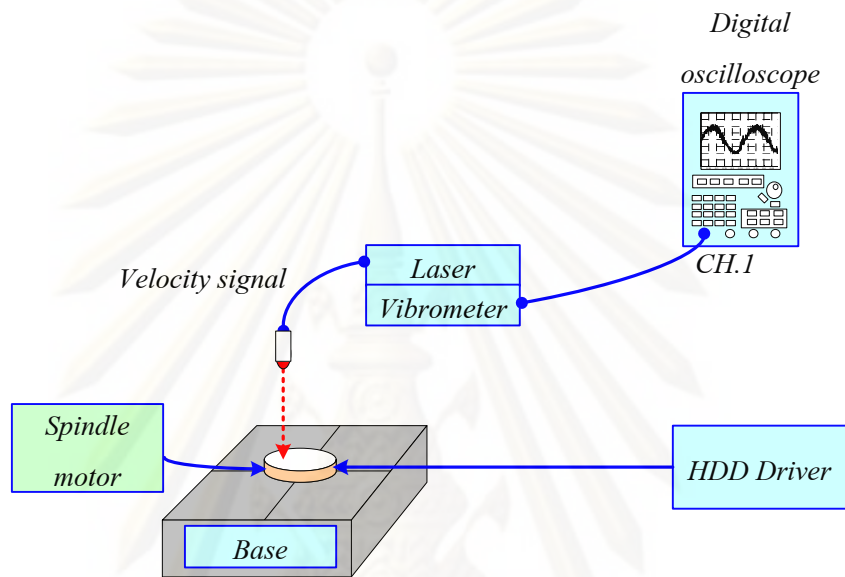 Digital
oscilloscope
CH.1
Laser
Vibrometer
Velocity signal
Spindle
motor
HDD Driver
Base